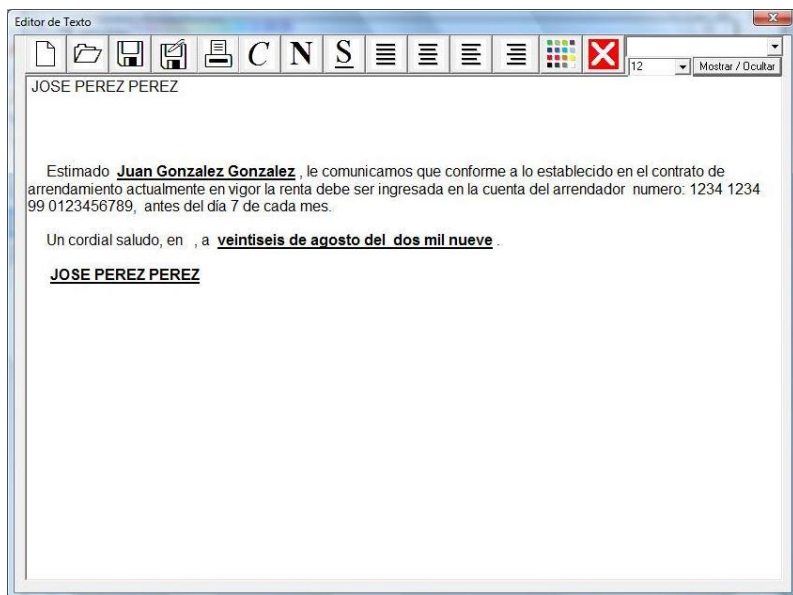 Editor de Texto
C N S
12
Mostrar / Ocultar
JOSE PEREZ PEREZ
Estimado Juan Gonzalez Gonzalez , le comunicamos que conforme a lo establecido en el contrato de
arrendamiento actualmente en vigor la renta debe ser ingresada en la cuenta del arrendador numero: 1234 1234
99 0123456789, antes del día 7 de cada mes.
Un cordial saludo, en , a veintiseis de agosto del dos mil nueve .
JOSE PEREZ PEREZ